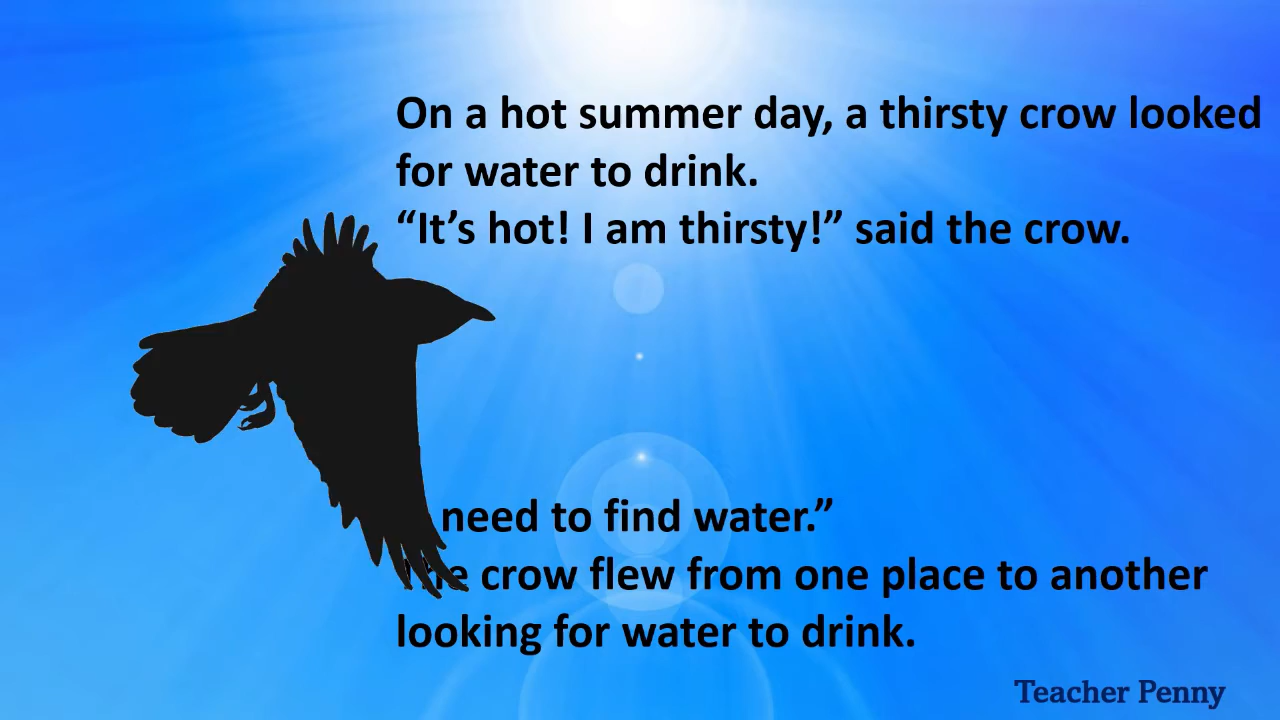 On a hot summer day, a thirsty crow looked
for water to drink.
“It’s hot! I am thirsty!” said the crow.
need to find water.”
The crow flew from one place to another
looking for water to drink.
Teacher Penny